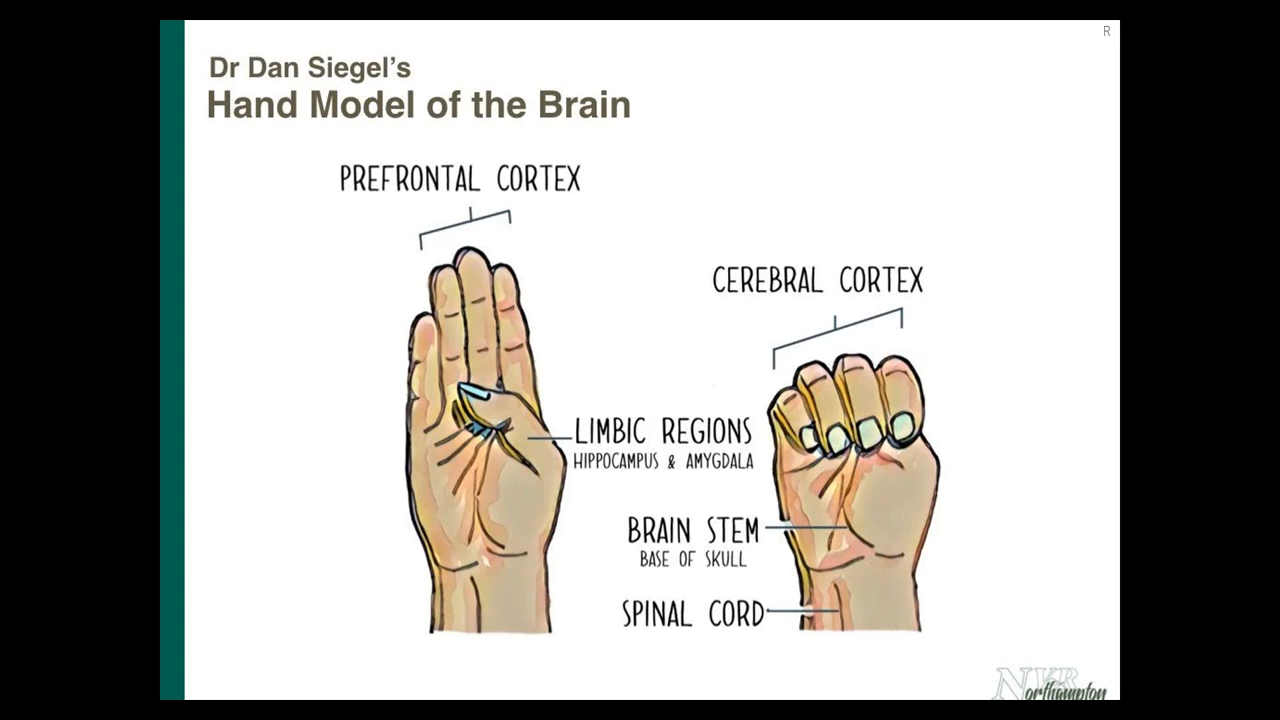 R
Dr Dan Siegel's
Hand Model of the Brain
PREFRONTAL CORTEX
CEREBRAL CORTEX
LIMBIC REGIONS
HIPPOCAMPUS & AMYGDALA
BRAIN STEM
BASE OF SKULL
SPINAL CORD
Northampton